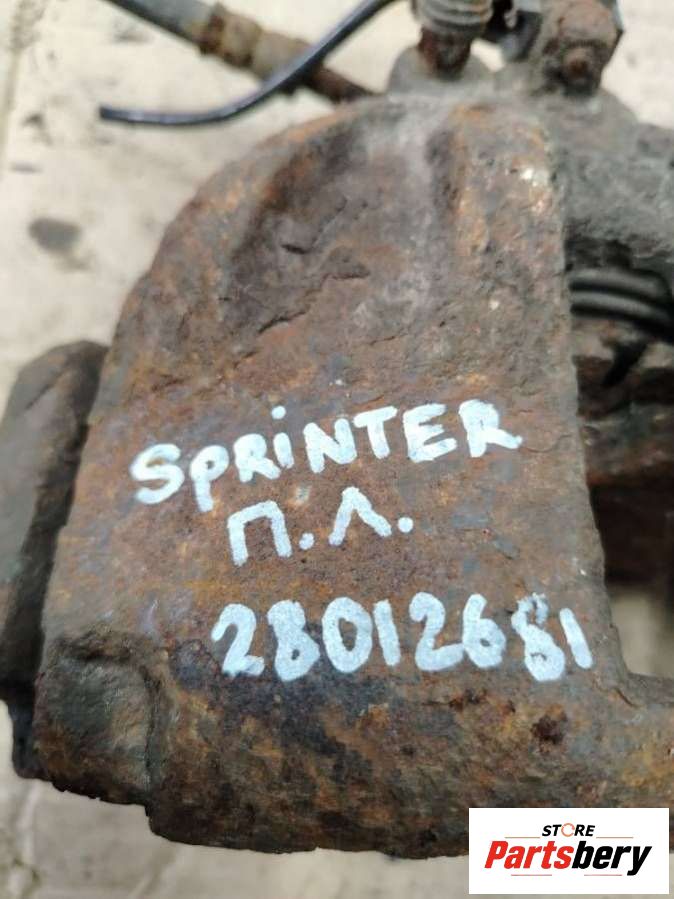 SPRiNTER
П.Л.
28012681
STORE
Partsbery